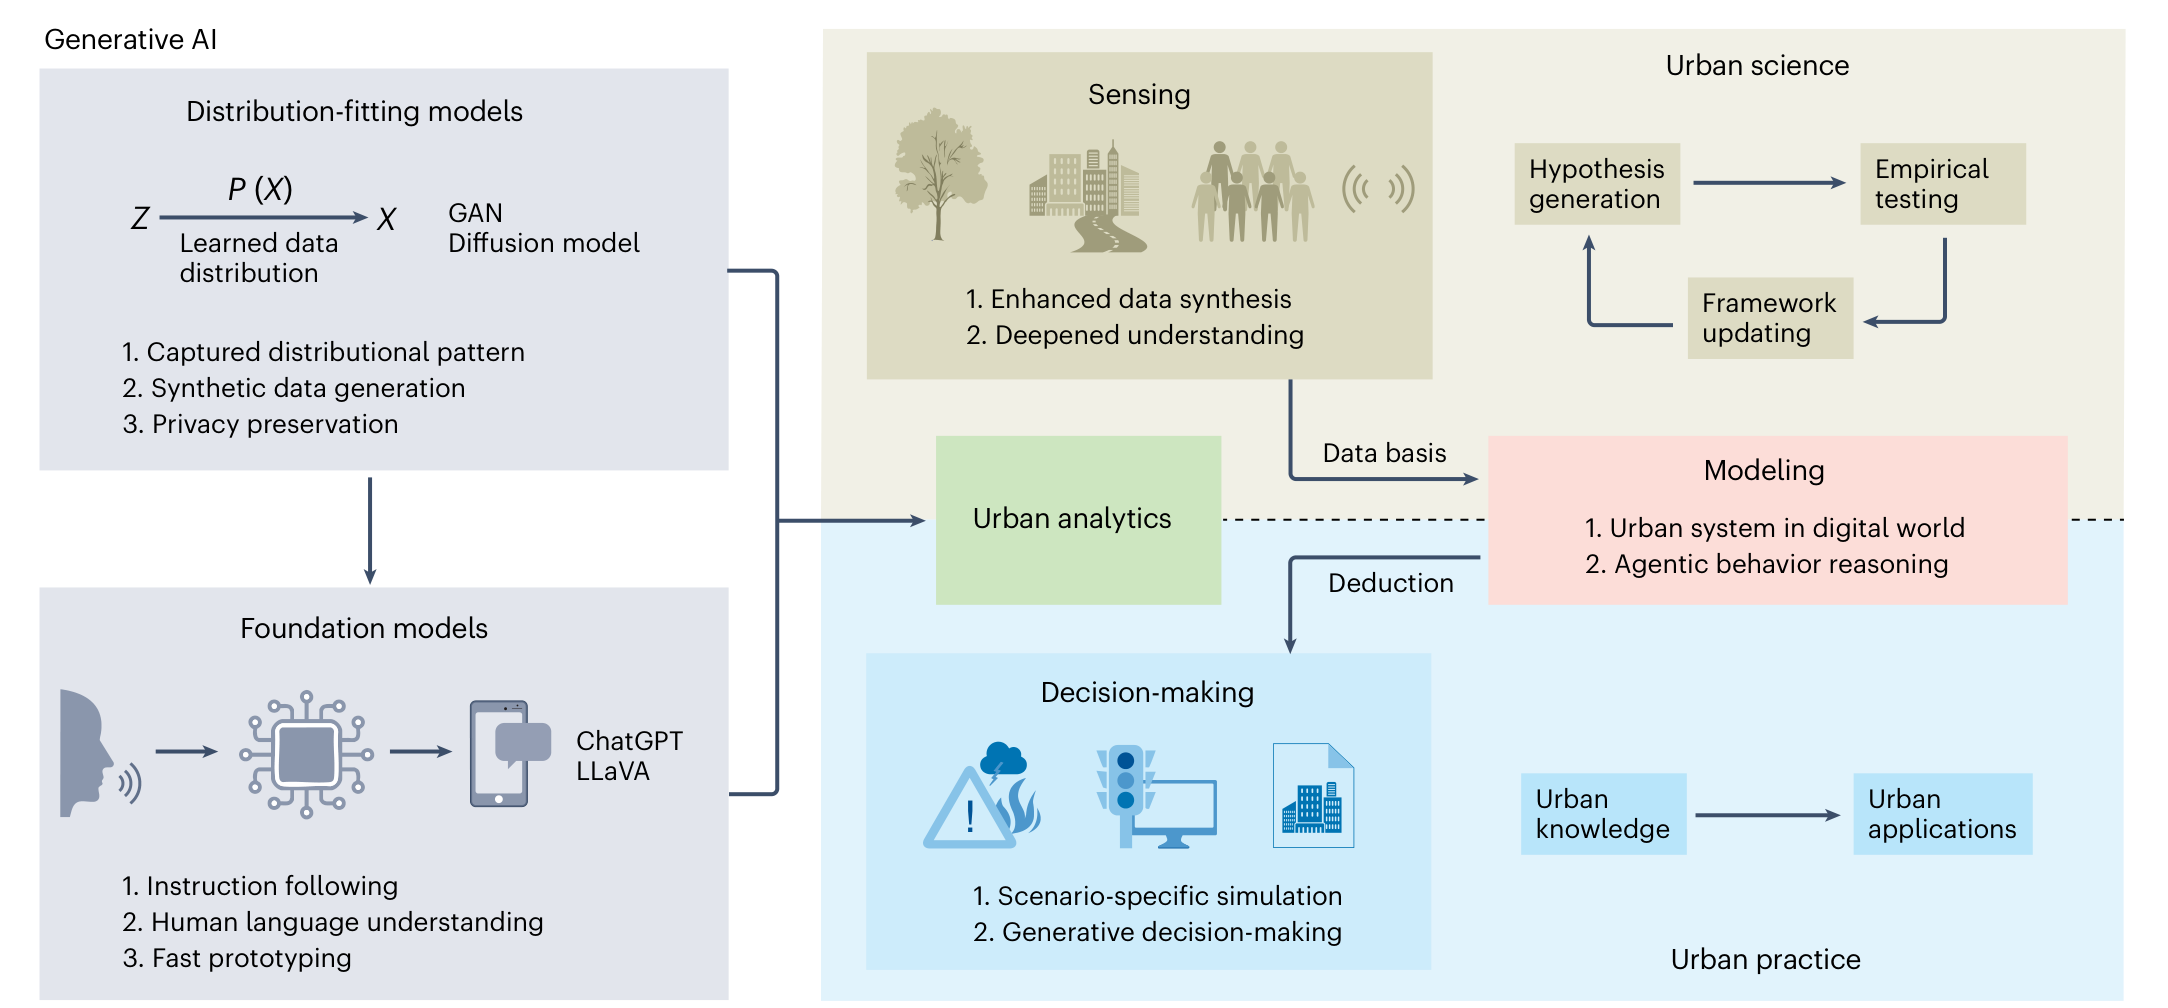 Generative AI
Distribution-fitting models
P (X)
Z
X
Learned data
distribution
GAN
Diffusion model
1. Captured distributional pattern
2. Synthetic data generation
3. Privacy preservation
Foundation models
ChatGPT
LLaVA
1. Instruction following
2. Human language understanding
3. Fast prototyping
Urban science
Sensing
1. Enhanced data synthesis
2. Deepened understanding
Hypothesis
generation
Empirical
testing
Framework
updating
Data basis
Urban analytics
Modeling
1. Urban system in digital world
2. Agentic behavior reasoning
Deduction
Decision-making
!
1. Scenario-specific simulation
2. Generative decision-making
Urban
knowledge
Urban
applications
Urban practice